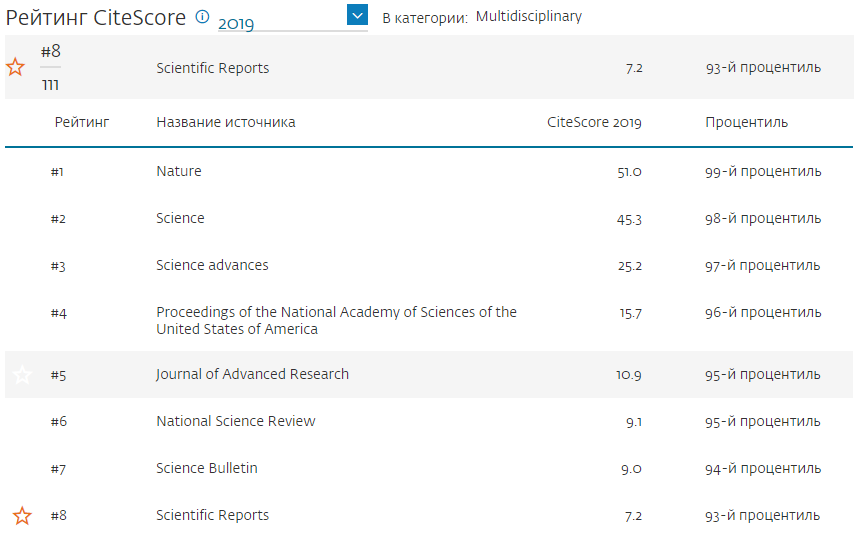 Рейтинг CiteScore 2019 В категории: Multidisciplinary
#8
111
Scientific Reports 7.2 93-й процентиль
Рейтинг Название источника CiteScore 2019 Процентиль
#1 Nature 51.0 99-й процентиль
#2 Science 45.3 98-й процентиль
#3 Science advances 25.2 97-й процентиль
#4 Proceedings of the National Academy of Sciences of the 15.7 96-й процентиль
United States of America
#5 Journal of Advanced Research 10.9 95-й процентиль
#6 National Science Review 9.1 95-й процентиль
#7 Science Bulletin 9.0 94-й процентиль
#8 Scientific Reports 7.2 93-й процентиль